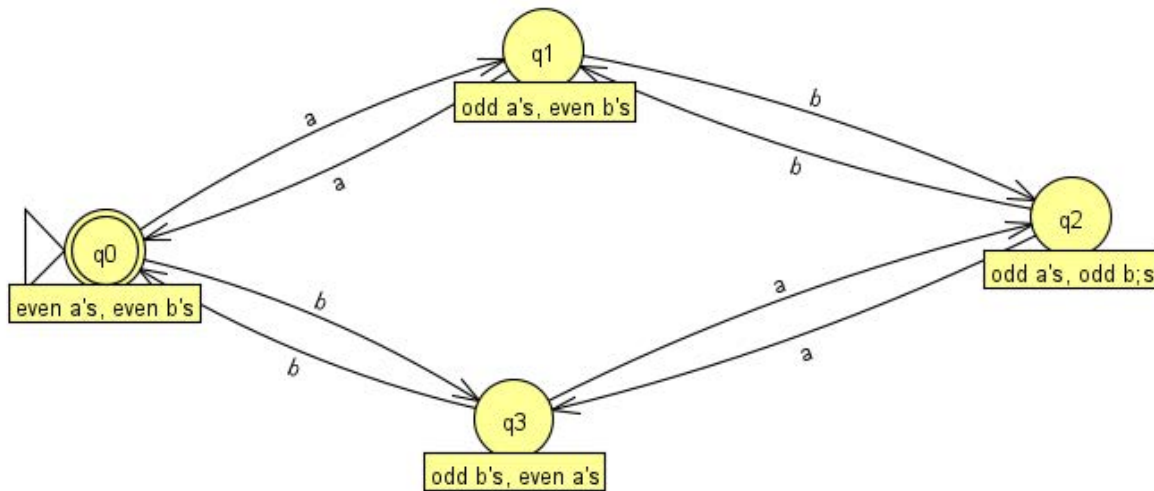 q1
odd a's, even b's
a
a
b
b
q2
odd a's, odd b;s
q0
even a's, even b's
b
b
a
a
q3
odd b's, even a's